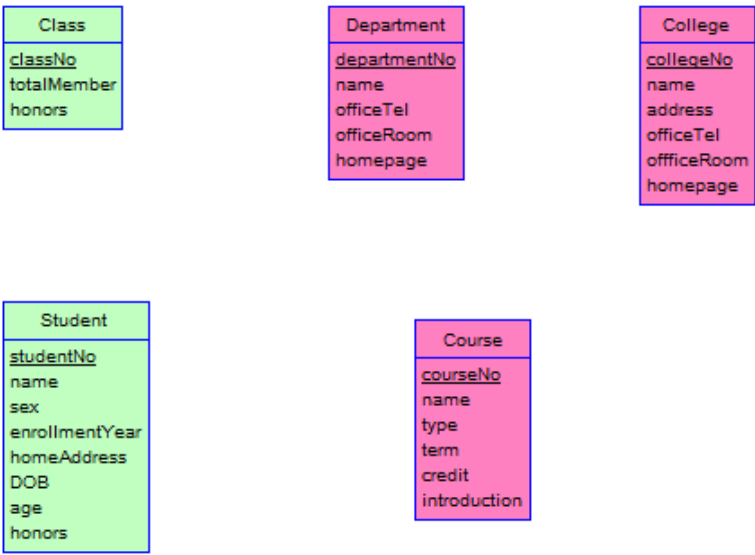 Class
classNo
totalMember
honors
Department
departmentNo
name
officeTel
officeRoom
homepage
College
collegeNo
name
address
officeTel
offficeRoom
homepage
Student
studentNo
name
sex
enrollmentYear
homeAddress
DOB
age
honors
Course
courseNo
name
type
term
credit
introduction